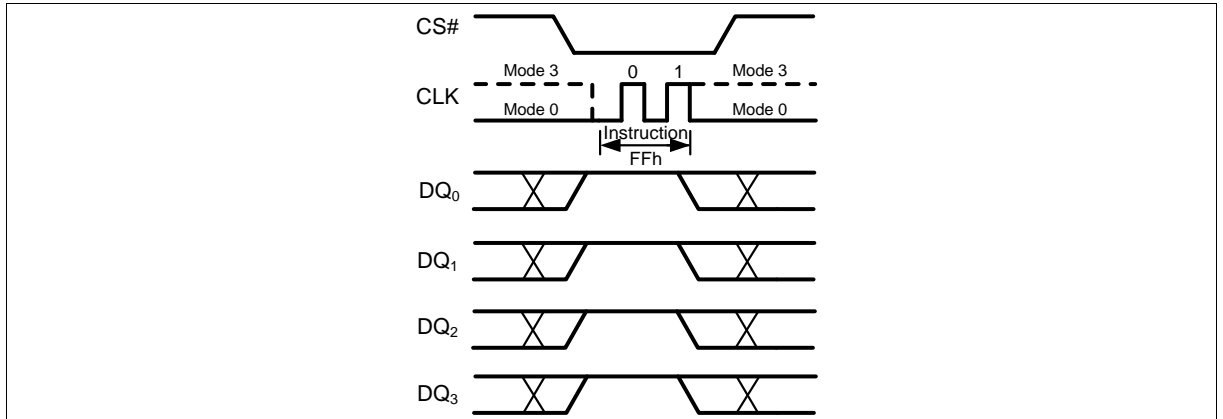 CS#
Mode 3 0 1 Mode 3
CLK
Mode 0 Mode 0
Instruction
FFh
DQ0
DQ1
DQ2
DQ3